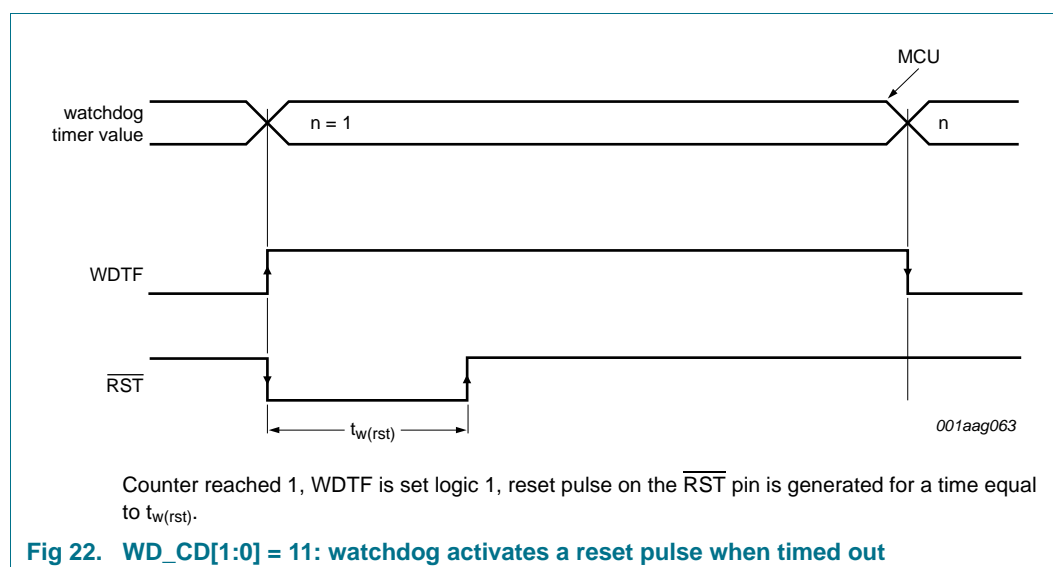 MCU
watchdog
timer value
n = 1
n
WDTF
RST
tw(rst)
001aag063
Counter reached 1, WDTF is set logic 1, reset pulse on the RST pin is generated for a time equal
to tw(rst).
Fig 22. WD_CD[1:0] = 11: watchdog activates a reset pulse when timed out